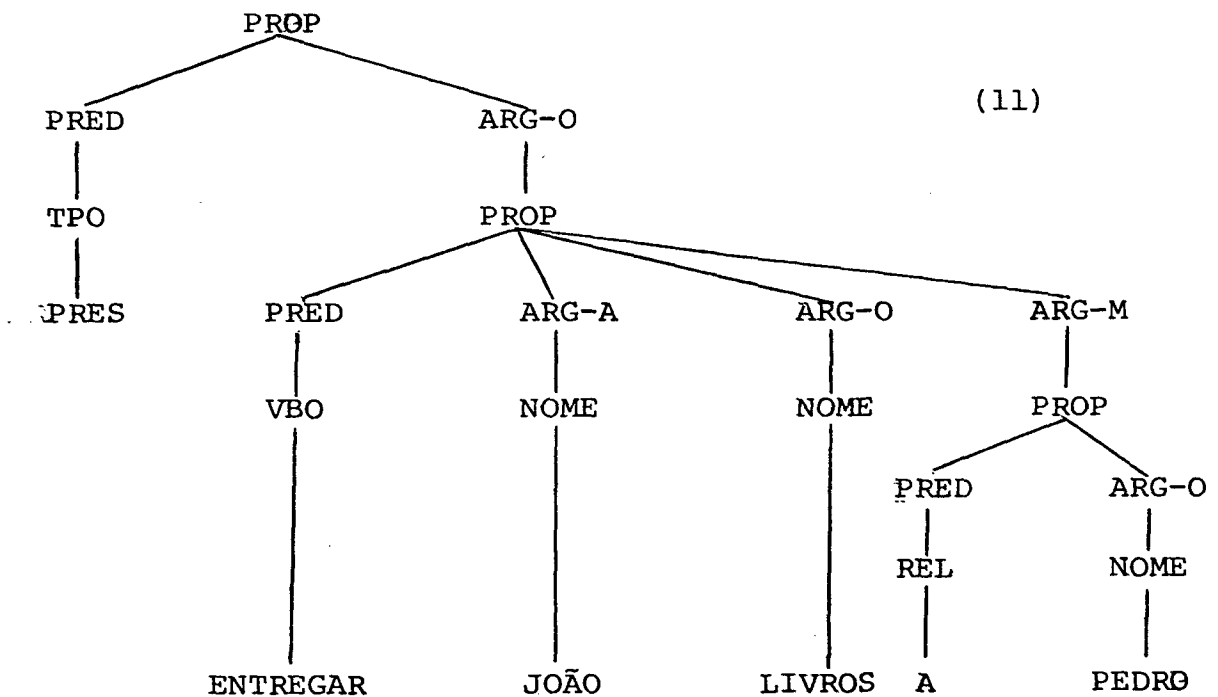 PROP
(11)
PRED ARG-O
TPO PROP
PRES PRED ARG-A ARG-O ARG-M
VBO NOME NOME PROP
PRED ARG-O
REL NOME
ENTREGAR JOÃO LIVROS A PEDRO